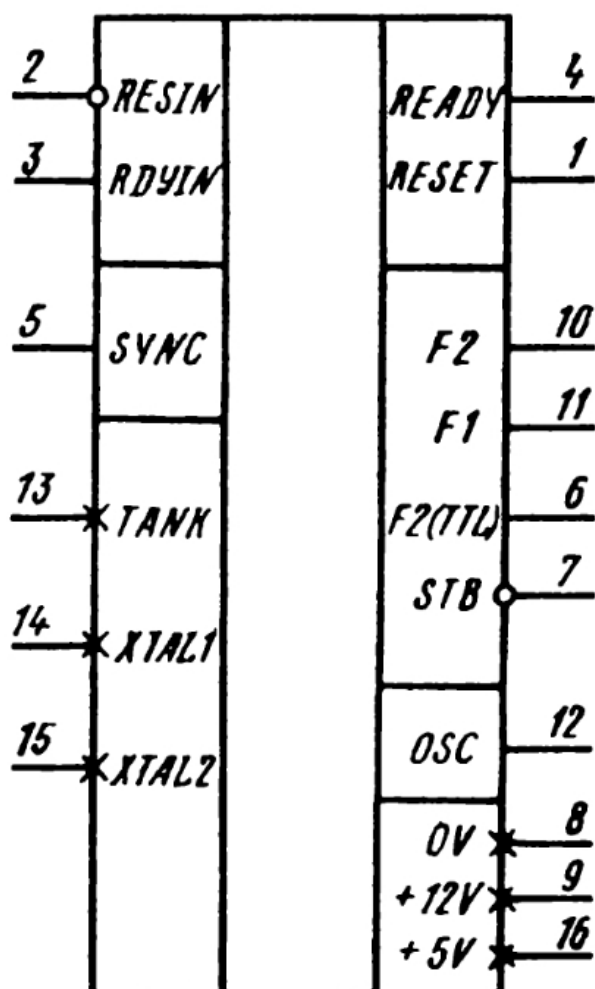 2 RESIN READY 4
3 RDYIN RESET 1
5 SYNC F2 10
F1 11
13 TANK F2(TTL) 6
STB 7
14 XTAL1
15 XTAL2 OSC 12
0V 8
+12V 9
+5V 16